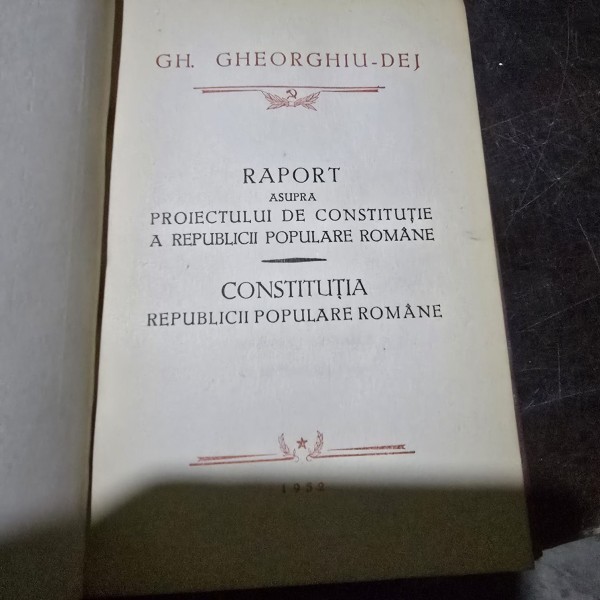 GH. GHEORGHIU-DEJ
RAPORT
ASUPRA
PROIECTULUI DE CONSTITUȚIE
A REPUBLICII POPULARE ROMÂNE
CONSTITUȚIA
REPUBLICII POPULARE ROMÂNE
1952